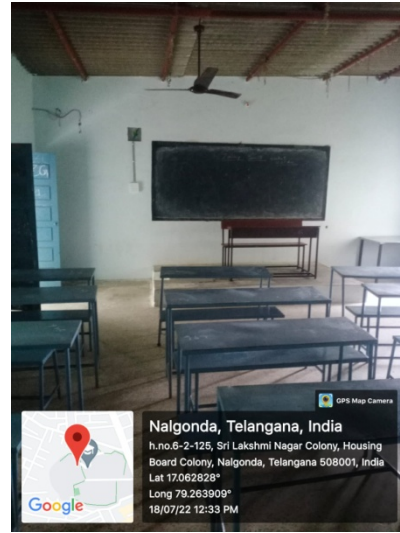 GPS Map Camera
Nalgonda, Telangana, India
h.no.6-2-125, Sri Lakshmi Nagar Colony, Housing
Board Colony, Nalgonda, Telangana 508001, India
Lat 17.062828°
Long 79.263909°
18/07/22 12:33 PM
Google